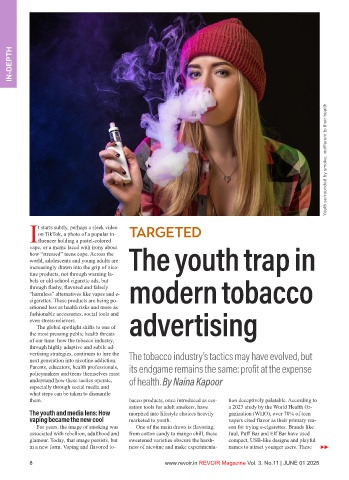 IN-DEPTH
Youth surrounded by smoke, indifferent to their health
It starts subtly, perhaps a sleek video
on TikTok, a photo of a popular in-
fluencer holding a pastel-colored
vape, or a meme laced with irony about
how "stressed" teens cope. Across the
world, adolescents and young adults are
increasingly drawn into the grip of nico-
tine products, not through warning la-
bels or old-school cigarette ads, but
through flashy, flavored and falsely
"harmless" alternatives like vapes and e-
cigarettes. These products are being po-
sitioned less as health risks and more as
fashionable accessories, social tools and
even stress-relievers.
The global spotlight shifts to one of
the most pressing public health threats
of our time: how the tobacco industry,
through highly adaptive and subtle ad-
vertising strategies, continues to lure the
next generation into nicotine addiction.
Parents, educators, health professionals,
policymakers and teens themselves must
understand how these tactics operate,
especially through social media and
what steps can be taken to dismantle
them.
The youth and media lens: How
vaping became the new cool
For years, the image of smoking was
associated with rebellion, adulthood and
glamour. Today, that image persists, but
in a new form. Vaping and flavored to-
TARGETED
The youth trap in
modern tobacco
advertising
The tobacco industry's tactics may have evolved, but
its endgame remains the same: profit at the expense
of health. By Naina Kapoor
bacco products, once introduced as ces-
sation tools for adult smokers, have
morphed into lifestyle choices heavily
marketed to youth.
One of the main draws is flavoring.
From cotton candy to mango chill, these
sweetened varieties obscure the harsh-
ness of nicotine and make experimenta-
tion deceptively palatable. According to
a 2023 study by the World Health Or-
ganization (WHO), over 70% of teen
vapers cited flavor as their primary rea-
son for trying e-cigarettes. Brands like
Juul, Puff Bar and Elf Bar have used
compact, USB-like designs and playful
names to attract younger users. These
8
www.revoir.in REVOIR Magazine Vol. 3. No.11 | JUNE 01 2025